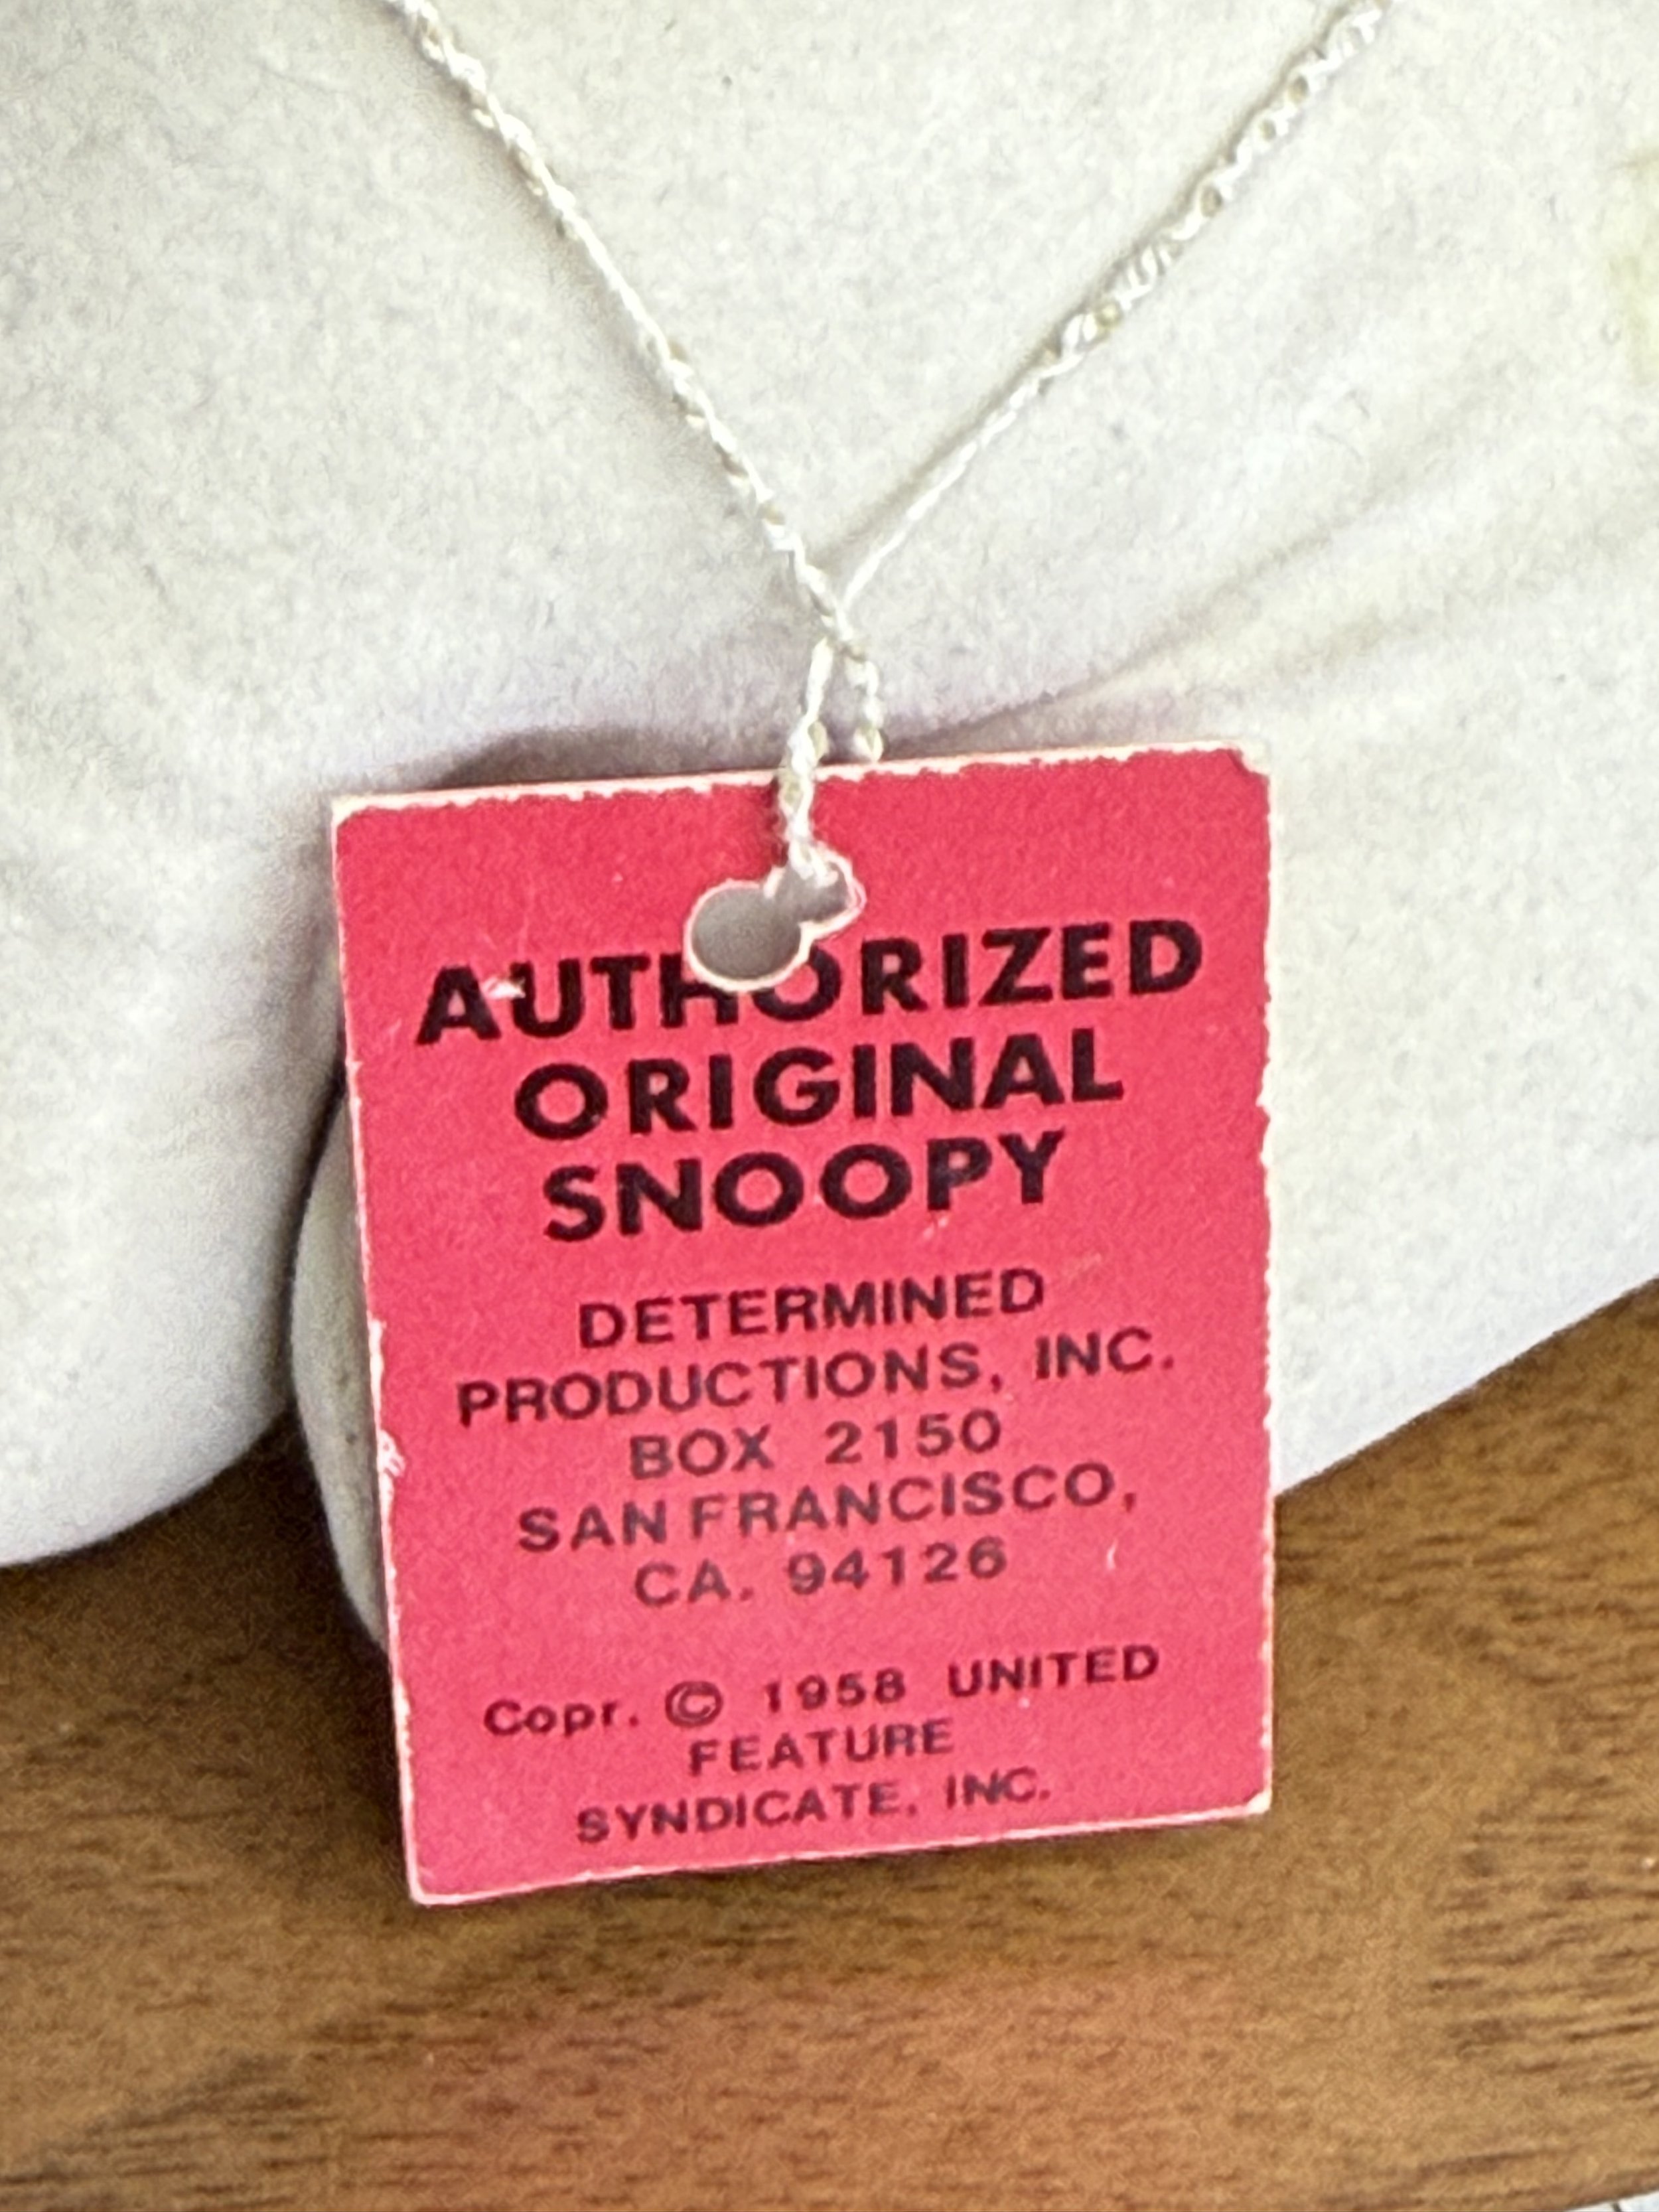 AUTHORIZED
ORIGINAL
SNOOPY
DETERMINED
PRODUCTIONS, INC.
BOX 2150
SAN FRANCISCO,
CA. 94126
Copr. © 1958 UNITED
FEATURE
SYNDICATE, INC.